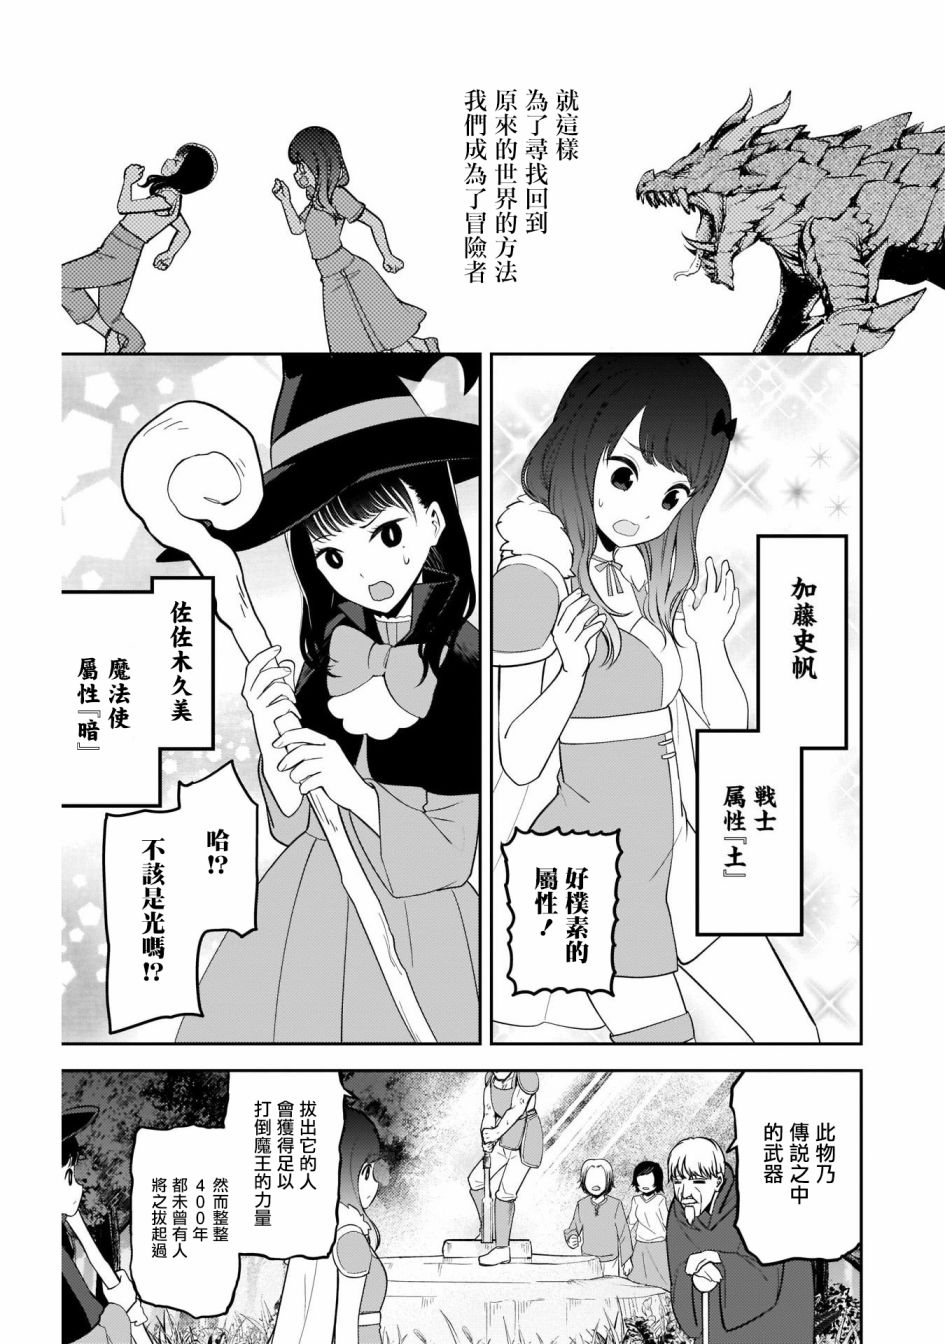 就這樣
為了尋找回到
原來的世界的方法
我們成為了冒險者
加藤史帆
戰士
属性『土』
好樸素的
屬性！
佐佐木久美
魔法使
屬性『暗』
哈!?
不該是光嗎!?
此物乃
傳説之中
的武器
拔出它的人
會獲得足以
打倒魔王的力量
然而整整
400年
都未曾有人
將之拔起過